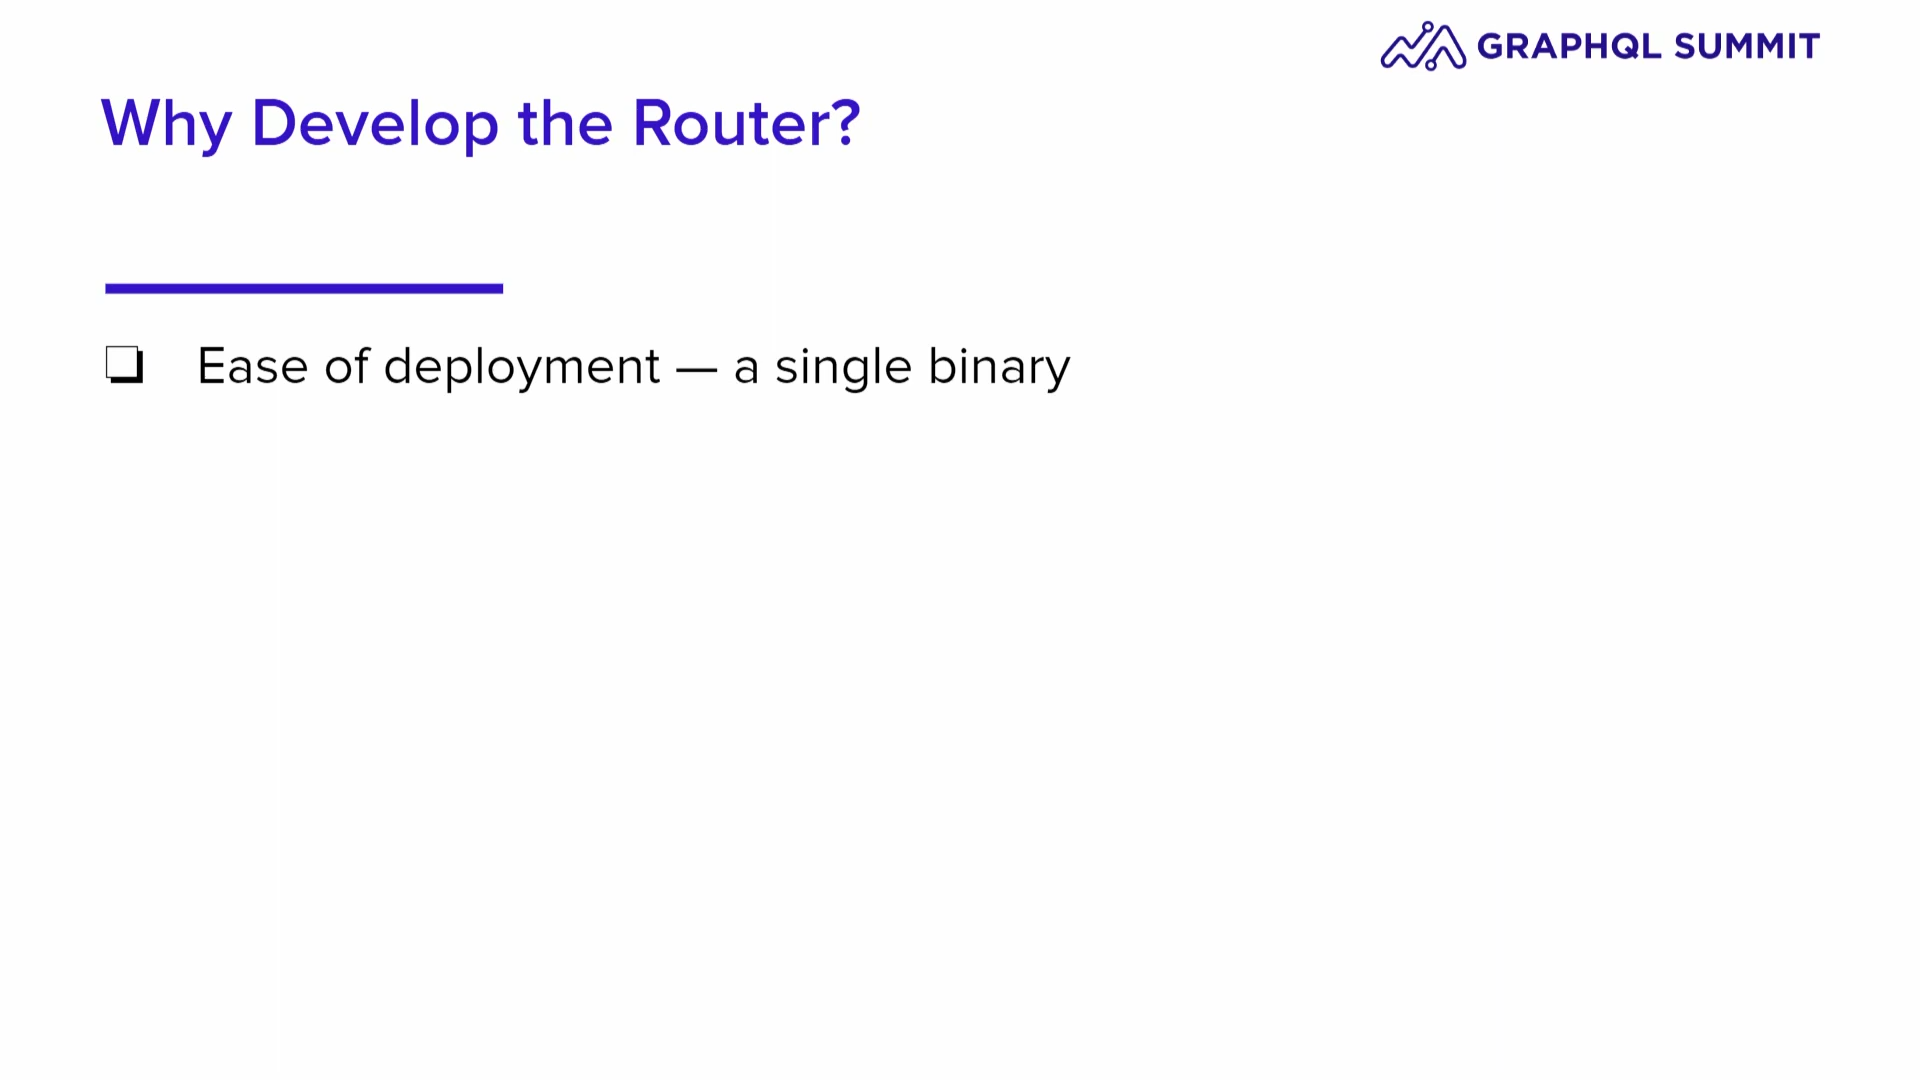 GRAPHQL SUMMIT
Why Develop the Router?
❏ Ease of deployment — a single binary